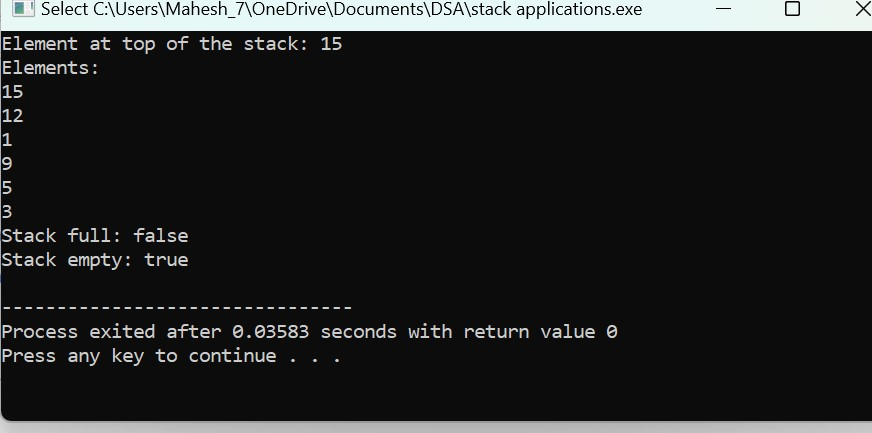 Select C:\Users\Mahesh_7\OneDrive\Documents\DSA\stack applications.exe
Element at top of the stack: 15
Elements:
15
12
1
9
5
3
Stack full: false
Stack empty: true
--------------------------------
Process exited after 0.03583 seconds with return value 0
Press any key to continue . . .